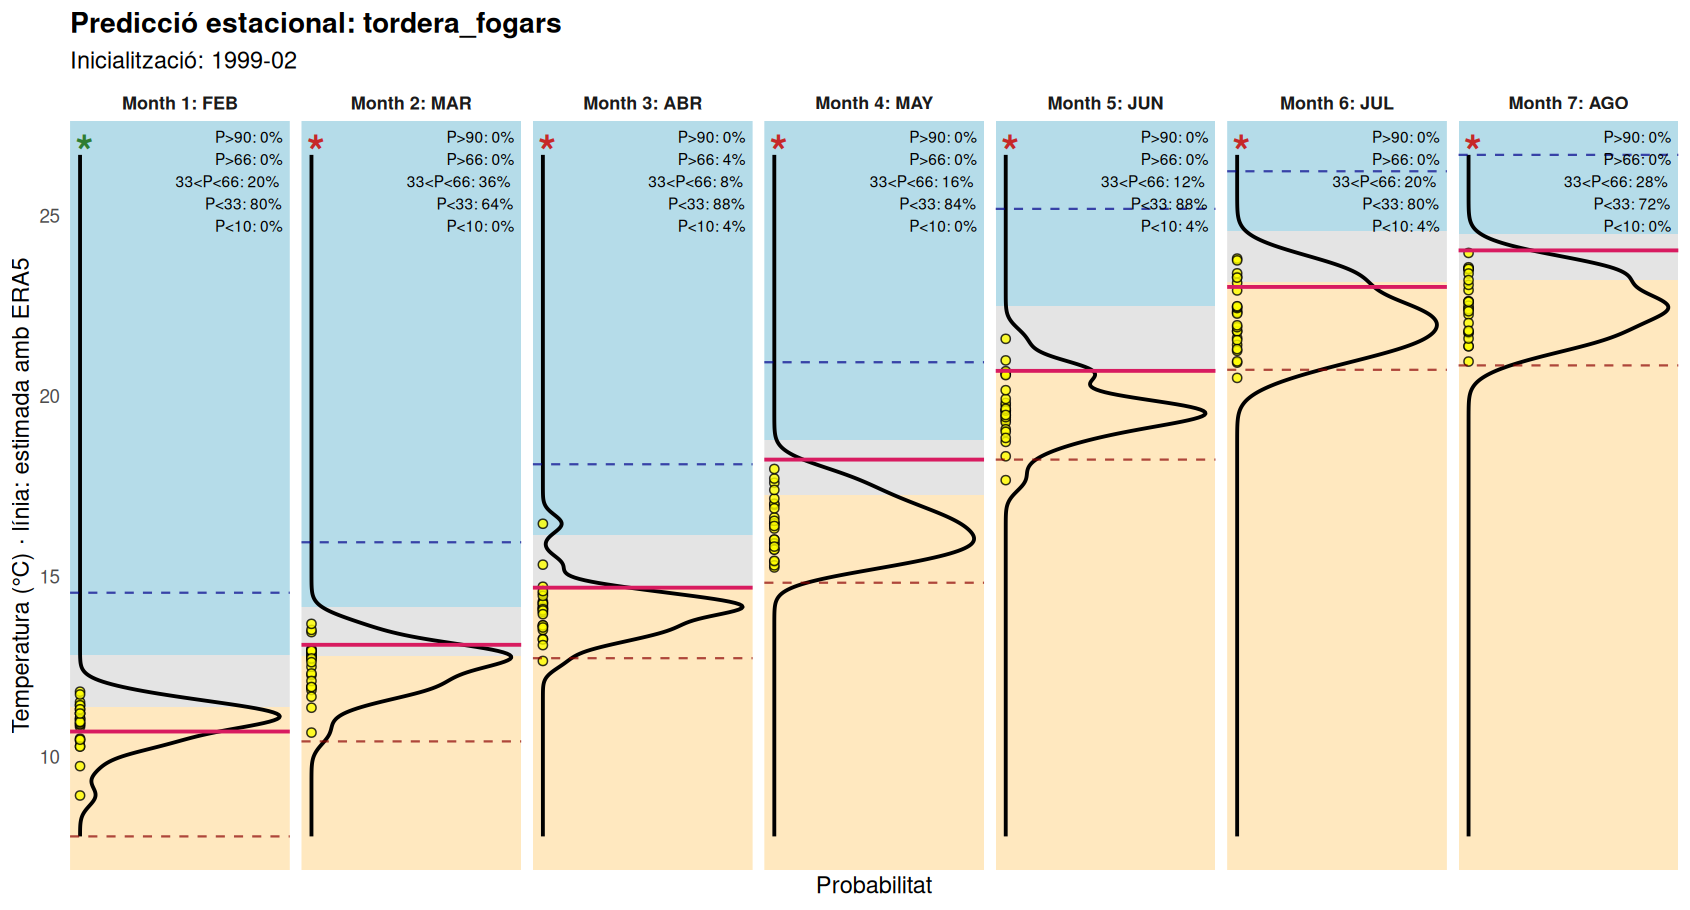 Predicció estacional: tordera_fogars
Inicialització: 1999-02
Month 1: FEB
Month 2: MAR
Month 3: ABR
Month 4: MAY
Month 5: JUN
Month 6: JUL
Month 7: AGO
*
P>90: 0%
P>66: 0%
33<P<66: 20%
P<33: 80%
P<10: 0%
*
P>90: 0%
P>66: 0%
33<P<66: 36%
P<33: 64%
P<10: 0%
*
P>90: 0%
P>66: 4%
33<P<66: 8%
P<33: 88%
P<10: 4%
*
P>90: 0%
P>66: 0%
33<P<66: 16%
P<33: 84%
P<10: 0%
*
P>90: 0%
P>66: 0%
33<P<66: 12%
P<33: 88%
P<10: 4%
*
P>90: 0%
P>66: 0%
33<P<66: 20%
P<33: 80%
P<10: 4%
*
P>90: 0%
P>66: 0%
33<P<66: 28%
P<33: 72%
P<10: 0%
25
20
15
10
Temperatura (°C) · línia: estimada amb ERA5
Probabilitat